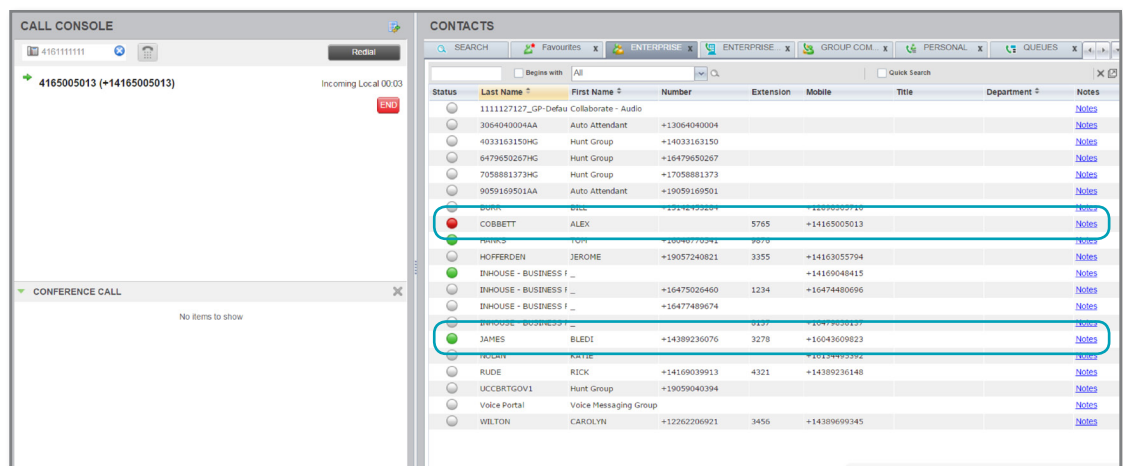 CALL CONSOLE
4161111111 Redial
4165005013 (+14165005013) Incoming Local 00:03
END
CONFERENCE CALL
No items to show
CONTACTS
SEARCH Favourites X ENTERPRISE X ENTERPRISE... X GROUP COM... X PERSONAL X QUEUES X
Begins with All Quick Search
Status Last Name First Name Number Extension Mobile Title Department Notes
1111127127_GP-Defau Collaborate - Audio Notes
3064040004AA Auto Attendant +13064040004 Notes
4033163150HG Hunt Group +14033163150 Notes
6479650267HG Hunt Group +16479650267 Notes
7058881373HG Hunt Group +17058881373 Notes
9059169501AA Auto Attendant +19059169501 Notes
Notes
COBBETT ALEX 5765 +14165005013 Notes
HANKS TOM Notes
HOFFERDEN JEROME +19057240821 3355 +14163055794 Notes
INHOUSE - BUSINESS F _ +14169048415 Notes
INHOUSE - BUSINESS F _ +16475026460 1234 +16474480696 Notes
INHOUSE - BUSINESS F _ +16477489674 Notes
INHOUSE - BUSINESS F _ Notes
JAMES BLEDI +14389236076 3278 +16043609823 Notes
NOLAN KATIE Notes
RUDE RICK +14169039913 4321 +14389236148 Notes
UCCBRTGOV1 Hunt Group +19059040394 Notes
Voice Portal Voice Messaging Group Notes
WILTON CAROLYN +12262206921 3456 +14389699345 Notes